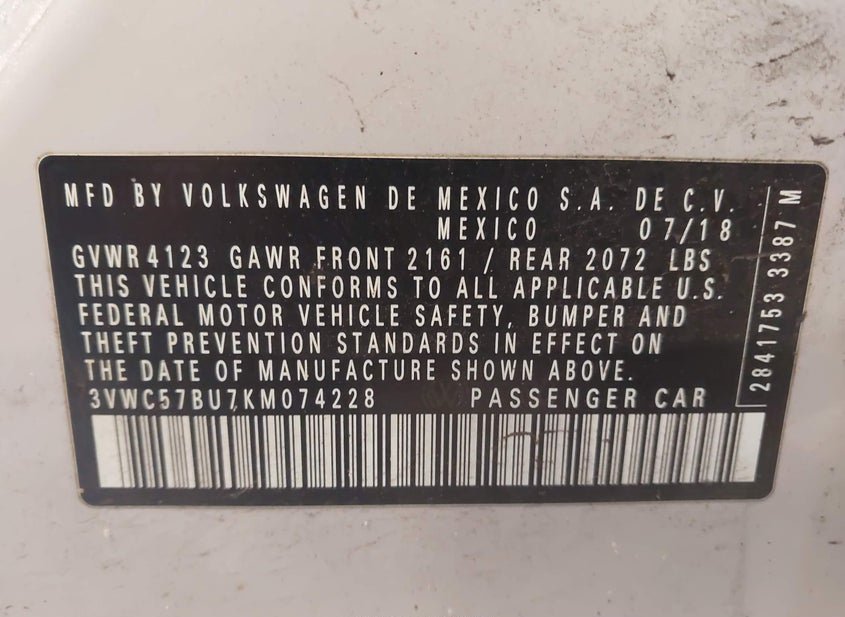 MFD BY VOLKSWAGEN DE MEXICO S.A. DE C.V.
MEXICO 07/18
GVWR 4123 GAWR FRONT 2161 / REAR 2072 LBS
THIS VEHICLE CONFORMS TO ALL APPLICABLE U.S.
FEDERAL MOTOR VEHICLE SAFETY, BUMPER AND
THEFT PREVENTION STANDARDS IN EFFECT ON
THE DATE OF MANUFACTURE SHOWN ABOVE.
3VWC57BU7KM074228 PASSENGER CAR
2841753 3387 M